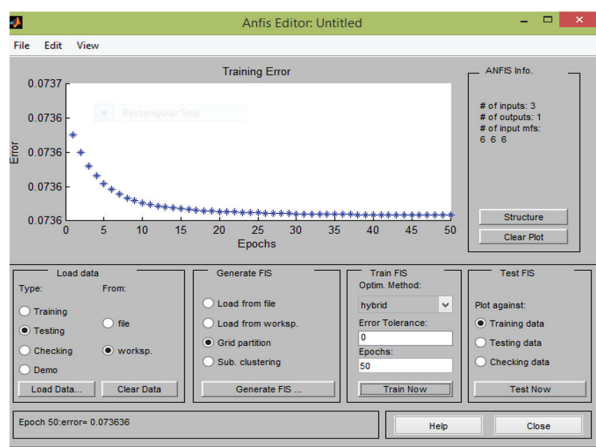 Anfis Editor: Untitled
File Edit View
Training Error
0.0737
0.0736
0.0736
0.0736
0.0736
Error
Rectangular Snip
0 5 10 15 20 25 30 35 40 45 50
Epochs
ANFIS Info.
# of inputs: 3
# of outputs: 1
# of input mfs:
6 6 6
Structure
Clear Plot
Load data
Type: From:
Training
Testing
Checking
Demo
file
worksp.
Load Data... Clear Data
Generate FIS
Load from file
Load from worksp.
Grid partition
Sub. clustering
Generate FIS ...
Train FIS
Optim. Method:
hybrid
Error Tolerance:
0
Epochs:
50
Train Now
Test FIS
Plot against:
Training data
Testing data
Checking data
Test Now
Epoch 50:error= 0.073636
Help
Close